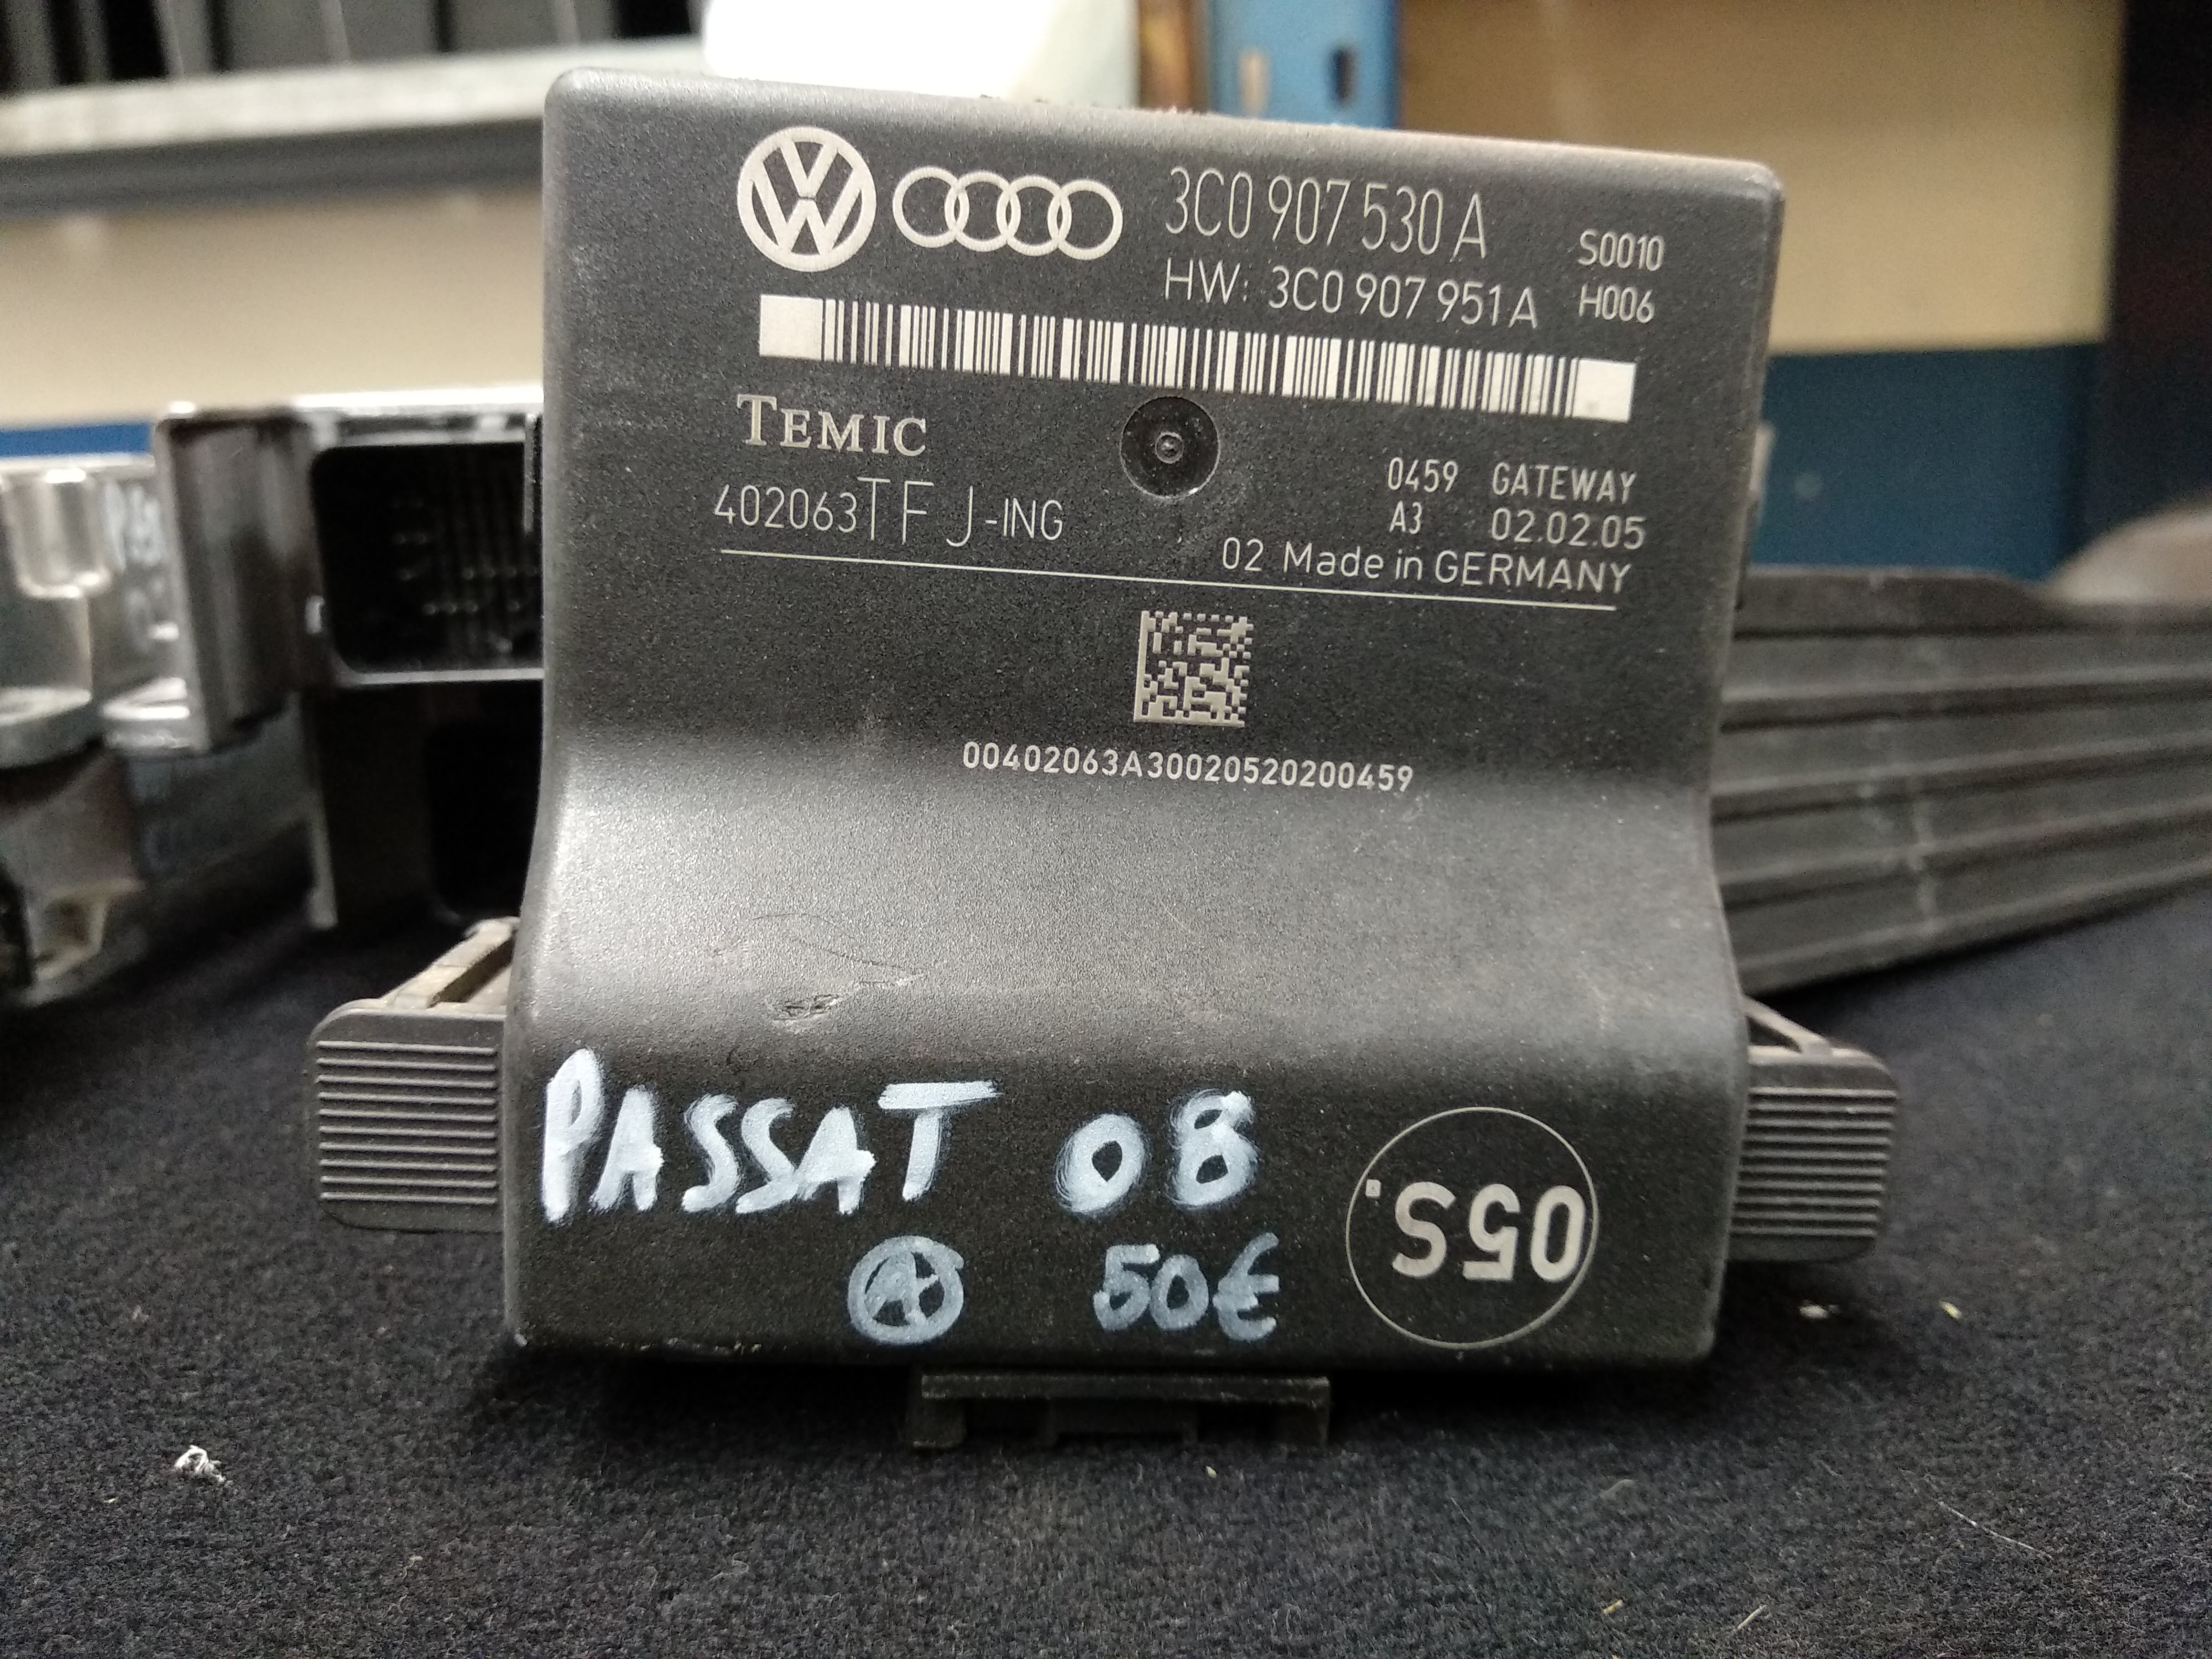 3C0 907 530 A S0010
HW: 3C0 907 951 A H006
TEMIC
0459 GATEWAY
402063TFJ-ING A3 02.02.05
02 Made in GERMANY
00402063A30020520200459
PASSAT 08
A 50€
05S.